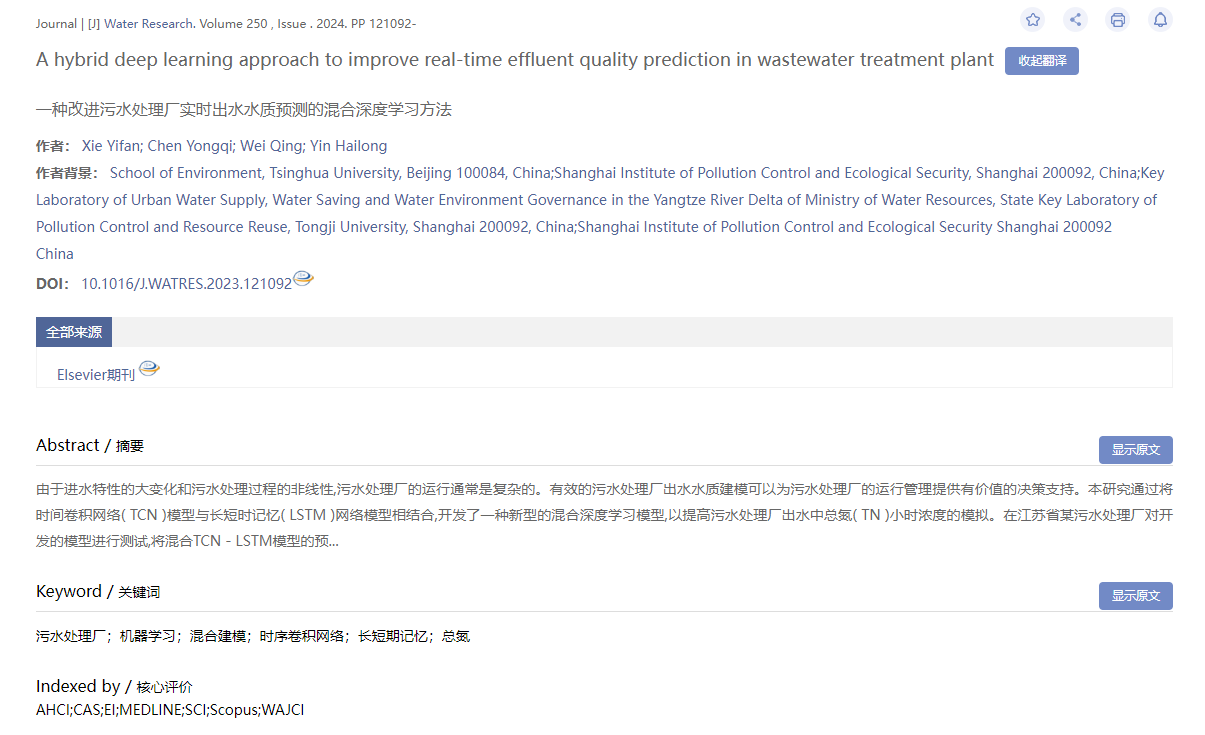 Journal | [J] Water Research. Volume 250 , Issue . 2024. PP 121092-
A hybrid deep learning approach to improve real-time effluent quality prediction in wastewater treatment plant 收起翻译
一种改进污水处理厂实时出水水质预测的混合深度学习方法
作者： Xie Yifan; Chen Yongqi; Wei Qing; Yin Hailong
作者背景： School of Environment, Tsinghua University, Beijing 100084, China;Shanghai Institute of Pollution Control and Ecological Security, Shanghai 200092, China;Key
Laboratory of Urban Water Supply, Water Saving and Water Environment Governance in the Yangtze River Delta of Ministry of Water Resources, State Key Laboratory of
Pollution Control and Resource Reuse, Tongji University, Shanghai 200092, China;Shanghai Institute of Pollution Control and Ecological Security Shanghai 200092
China
DOI： 10.1016/J.WATRES.2023.121092
全部来源
Elsevier期刊
Abstract / 摘要 显示原文
由于进水特性的大变化和污水处理过程的非线性,污水处理厂的运行通常是复杂的。有效的污水处理厂出水水质建模可以为污水处理厂的运行管理提供有价值的决策支持。本研究通过将
时间卷积网络( TCN )模型与长短时记忆( LSTM )网络模型相结合,开发了一种新型的混合深度学习模型,以提高污水处理厂出水中总氮( TN )小时浓度的模拟。在江苏省某污水处理厂对开
发的模型进行测试,将混合TCN - LSTM模型的预...
Keyword / 关键词 显示原文
污水处理厂；机器学习；混合建模；时序卷积网络；长短期记忆；总氮
Indexed by / 核心评价
AHCI;CAS;EI;MEDLINE;SCI;Scopus;WAJCI